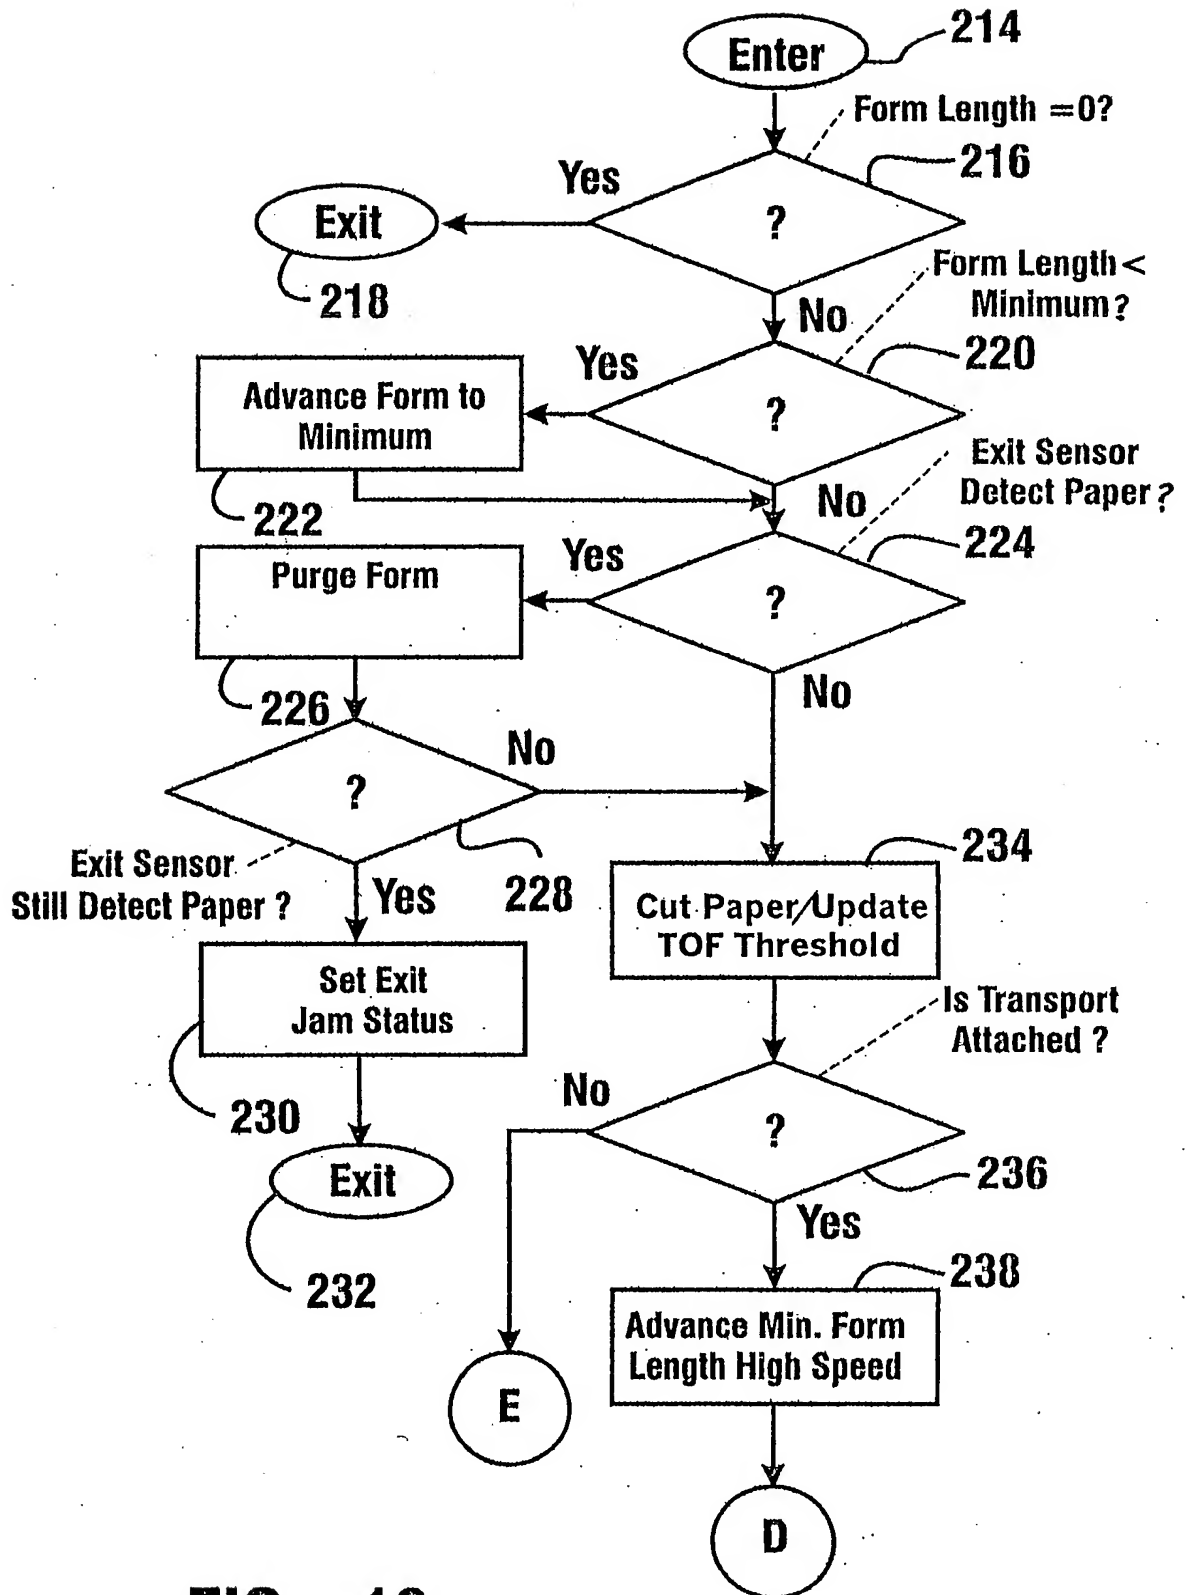 214
Enter
Form Length =0?
216
Yes
?
Exit
218
No
Form Length<
Minimum?
220
Yes
?
Advance Form to
Minimum
222
No
Exit Sensor
Detect Paper?
224
Yes
?
Purge Form
226
No
No
?
Exit Sensor
Still Detect Paper ?
228
Yes
234
Cut Paper/Update
TOF Threshold
Set Exit
Jam Status
230
Is Transport
Attached ?
No
?
236
Exit
232
Yes
238
Advance Min. Form
Length High Speed
E
D